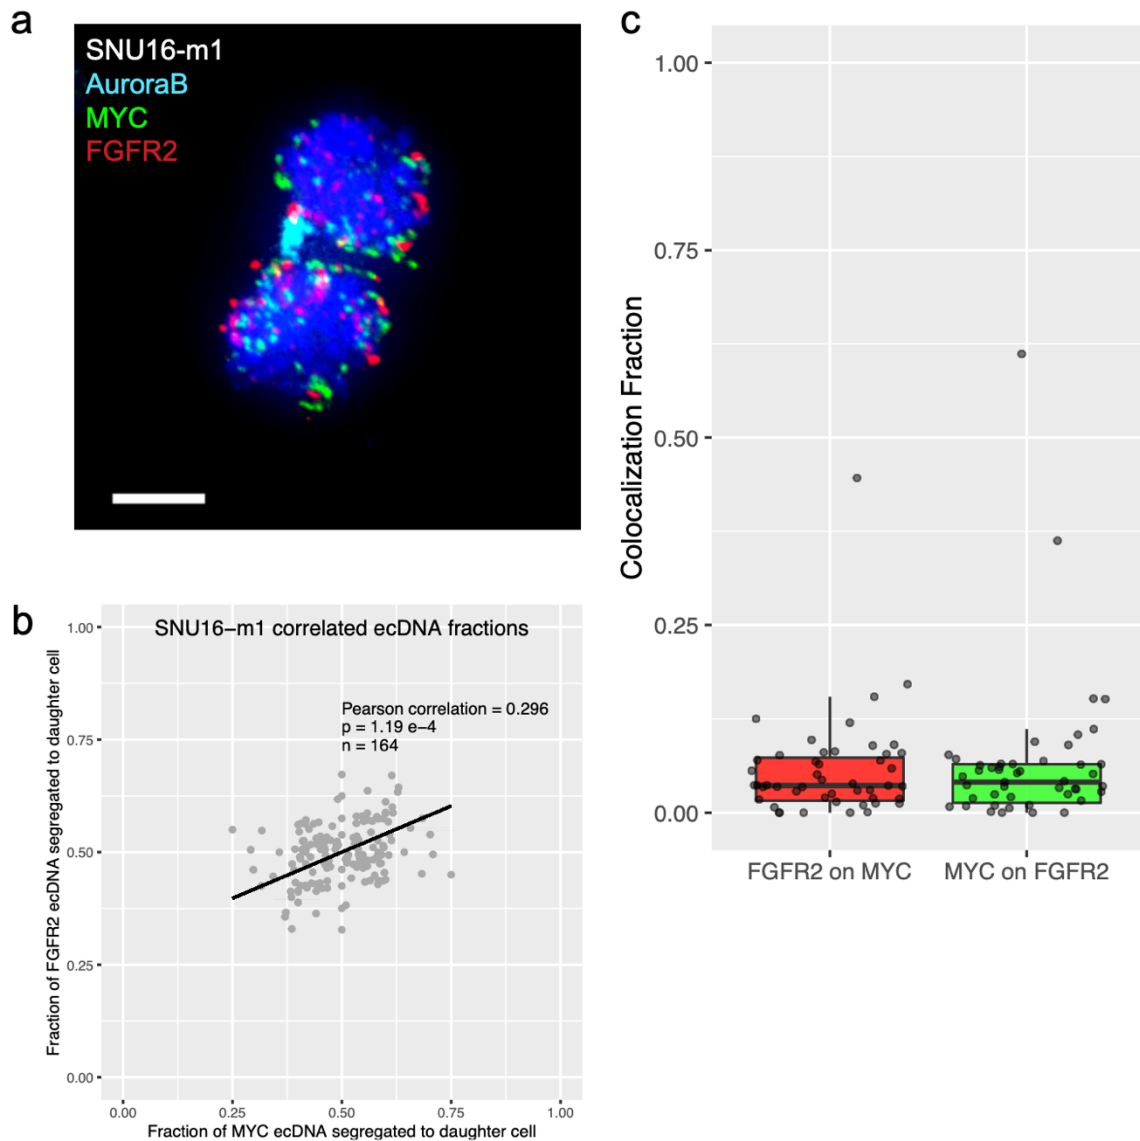 a
SNU16-m1
AuroraB
MYC
FGFR2
b
SNU16−m1 correlated ecDNA fractions
Pearson correlation = 0.296
p = 1.19 e−4
n = 164
1.00
0.75
0.50
0.25
0.00
Fraction of FGFR2 ecDNA segregated to daughter cell
0.00 0.25 0.50 0.75 1.00
Fraction of MYC ecDNA segregated to daughter cell
c
1.00
0.75
0.50
0.25
0.00
Colocalization Fraction
FGFR2 on MYC MYC on FGFR2